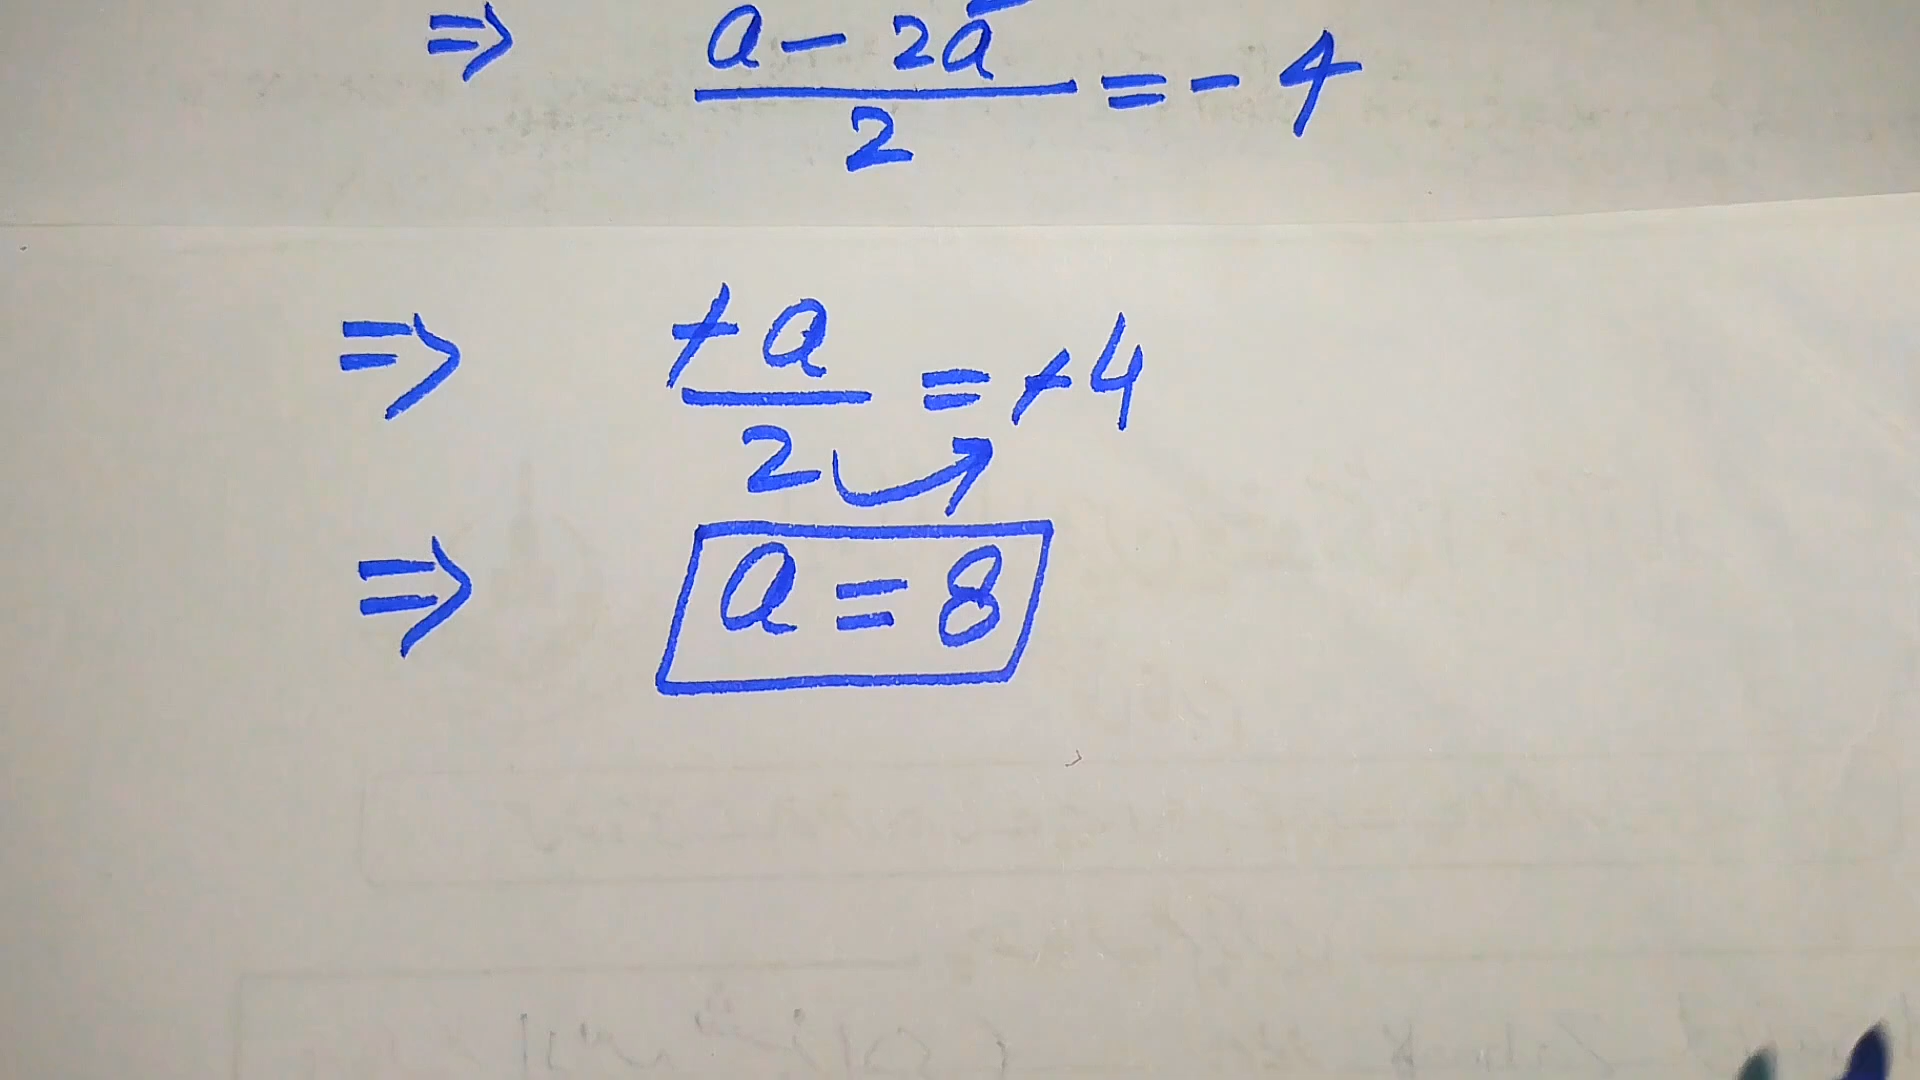 ⇒ a - 2a / 2 = - 4
⇒ + a / 2 = + 4
⇒ a = 8